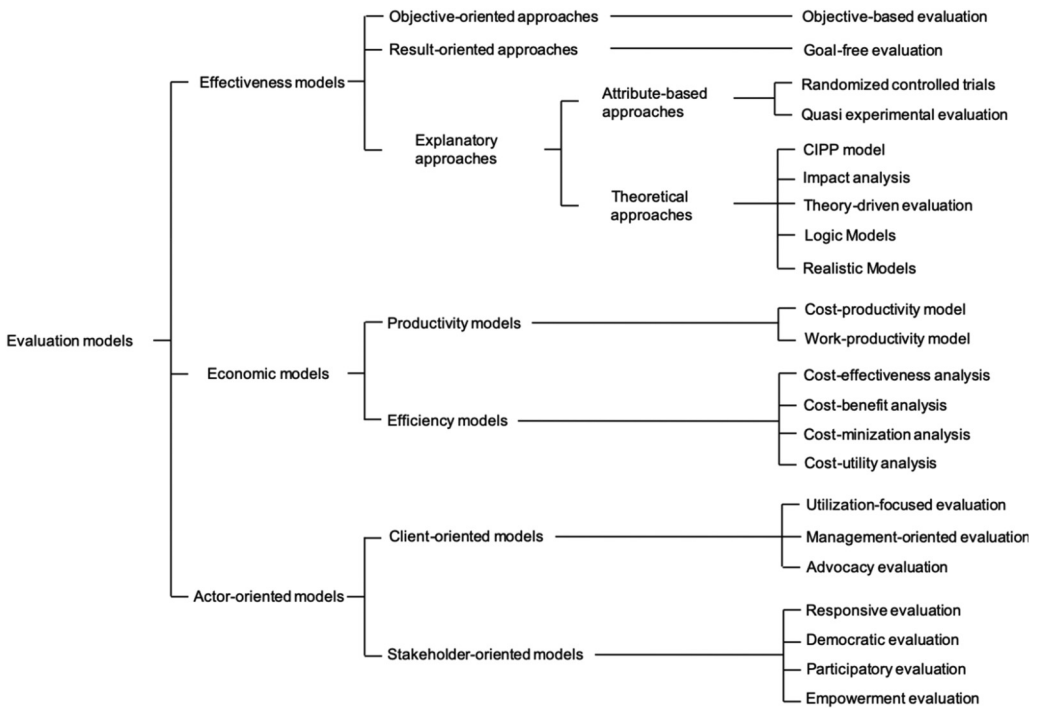 Evaluation models
Effectiveness models
Objective-oriented approaches
Objective-based evaluation
Result-oriented approaches
Goal-free evaluation
Explanatory
approaches
Attribute-based
approaches
Randomized controlled trials
Quasi experimental evaluation
Theoretical
approaches
CIPP model
Impact analysis
Theory-driven evaluation
Logic Models
Realistic Models
Economic models
Productivity models
Cost-productivity model
Work-productivity model
Efficiency models
Cost-effectiveness analysis
Cost-benefit analysis
Cost-minization analysis
Cost-utility analysis
Actor-oriented models
Client-oriented models
Utilization-focused evaluation
Management-oriented evaluation
Advocacy evaluation
Stakeholder-oriented models
Responsive evaluation
Democratic evaluation
Participatory evaluation
Empowerment evaluation